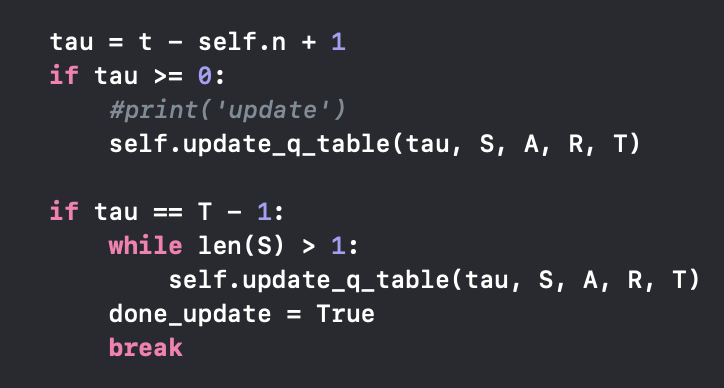 tau = t - self.n + 1
if tau >= 0:
    #print('update')
    self.update_q_table(tau, S, A, R, T)

if tau == T - 1:
    while len(S) > 1:
        self.update_q_table(tau, S, A, R, T)
    done_update = True
    break